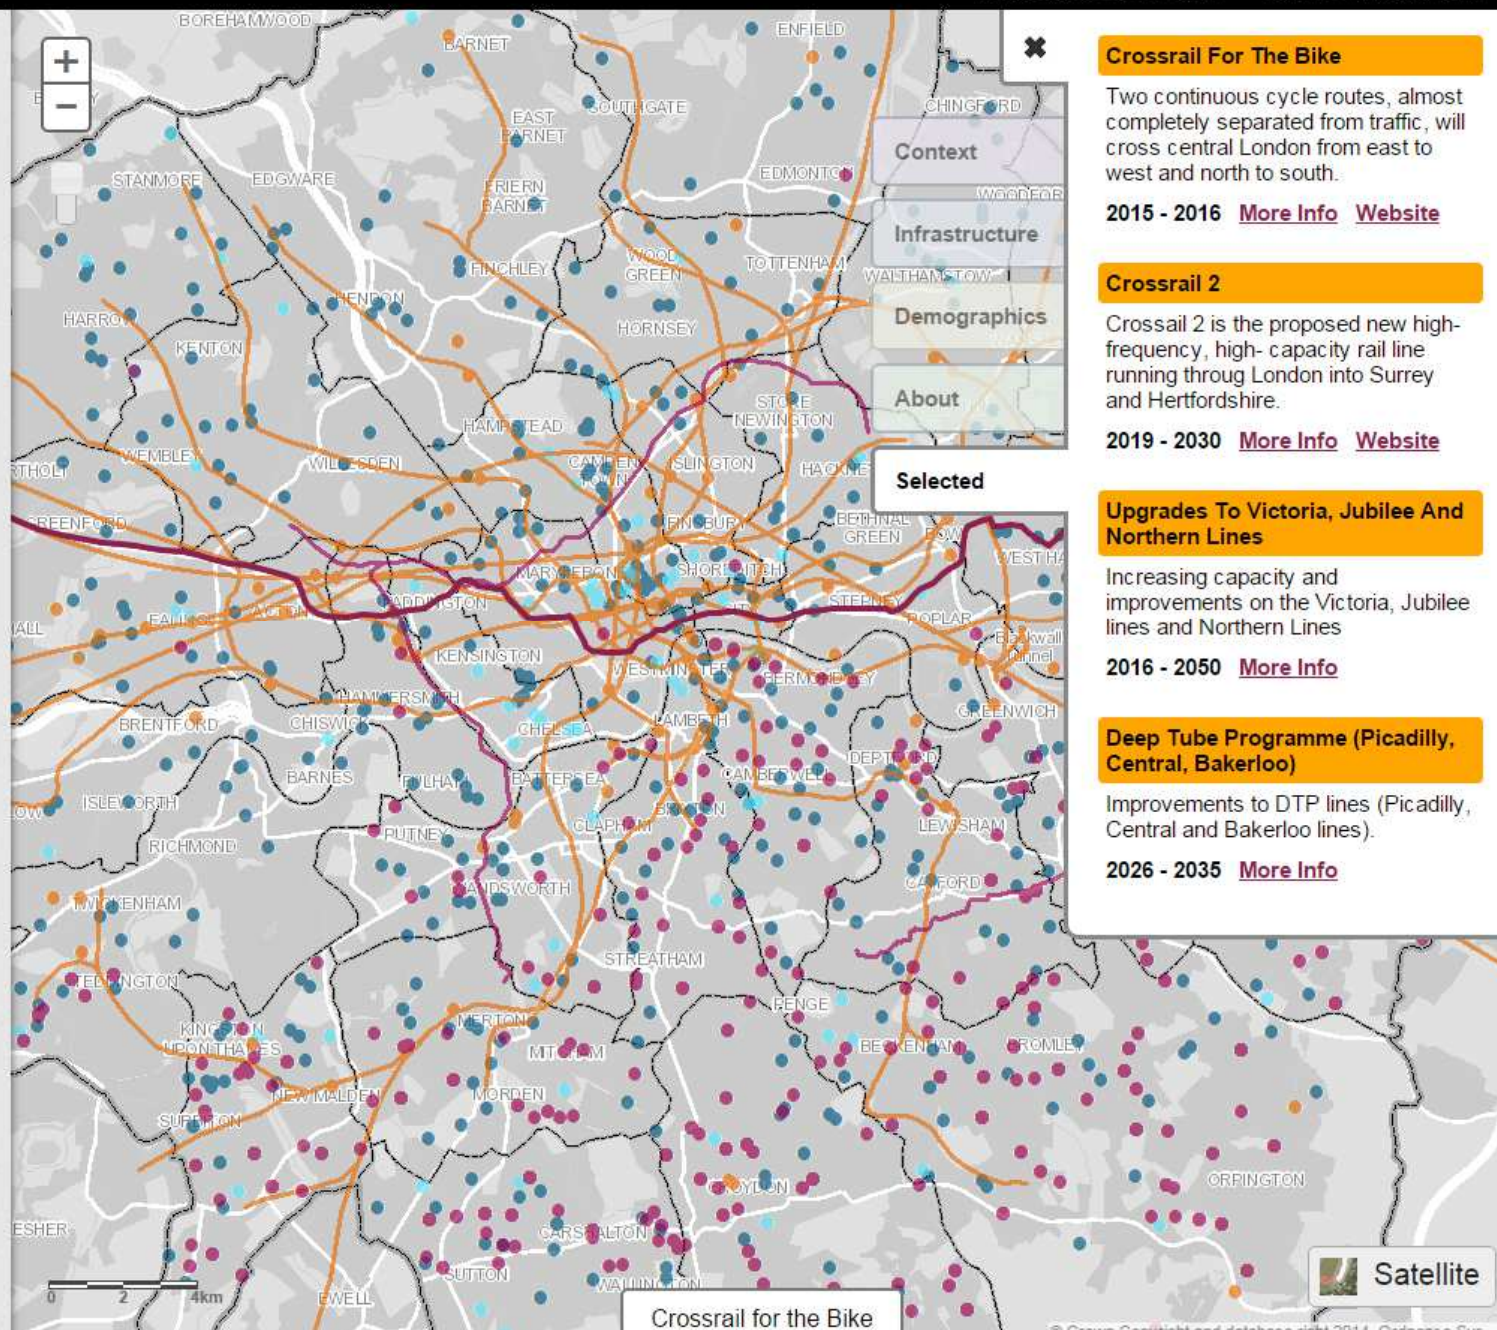 BOREHAMWOOD
BARNET
ENFIELD
SOUTHGATE
CHINGFORD
EAST
BARNET
STANMORE
EDGWARE
EDMONTON
FRIERN
BARNET
WOODFOR
FINCHLEY
WOOD
GREEN
TOTTENHAM
WALTHAMSTOW
HENDON
HARROW
HORNSEY
KENTON
STOKE
NEWINGTON
HAMPSTEAD
WEMBLEY
WILLESDEN
CAMDEN
TOWN
ISLINGTON
HACKNE
RTHOLT
GREENFORD
FINSBURY
BETHNAL
GREEN
BOW
WEST HA
MARYLEBONE
SHOREDITCH
PADDINGTON
STEPNEY
POPLAR
EALING
ACTON
Blackwall
Tunnel
KENSINGTON
WESTMINSTER
BERMONDSEY
HAMMERSMITH
BRENTFORD
CHISWICK
CHELSEA
LAMBETH
GREENWICH
BARNES
FULHAM
BATTERSEA
CAMBERWELL
DEPTFORD
ISLEWORTH
BRIXTON
CLAPHAM
LEWISHAM
RICHMOND
PUTNEY
WANDSWORTH
CATFORD
TWICKENHAM
STREATHAM
TEDDINGTON
PENGE
KINGSTON
UPON THAMES
MERTON
MITCHAM
BECKENHAM
BROMLEY
NEW MALDEN
MORDEN
SURBITON
CROYDON
ORPINGTON
ESHER
CARSHALTON
SUTTON
WALLINGTON
EWELL
+
−
Context
Infrastructure
Demographics
About
Selected
✖
Crossrail For The Bike
Two continuous cycle routes, almost
completely separated from traffic, will
cross central London from east to
west and north to south.
2015 - 2016 More Info Website
Crossrail 2
Crossail 2 is the proposed new high-
frequency, high- capacity rail line
running throug London into Surrey
and Hertfordshire.
2019 - 2030 More Info Website
Upgrades To Victoria, Jubilee And
Northern Lines
Increasing capacity and
improvements on the Victoria, Jubilee
lines and Northern Lines
2016 - 2050 More Info
Deep Tube Programme (Picadilly,
Central, Bakerloo)
Improvements to DTP lines (Picadilly,
Central and Bakerloo lines).
2026 - 2035 More Info
Satellite
0 2 4km
Crossrail for the Bike